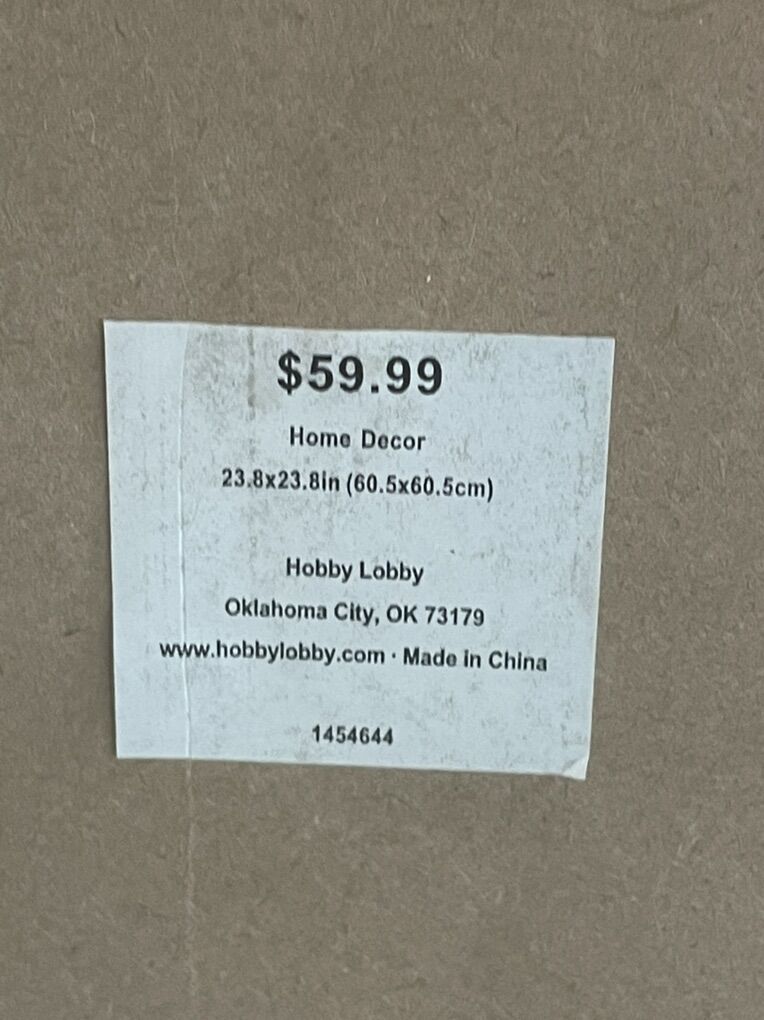 $59.99
Home Decor
23.8x23.8in (60.5x60.5cm)
Hobby Lobby
Oklahoma City, OK 73179
www.hobbylobby.com · Made in China
1454644